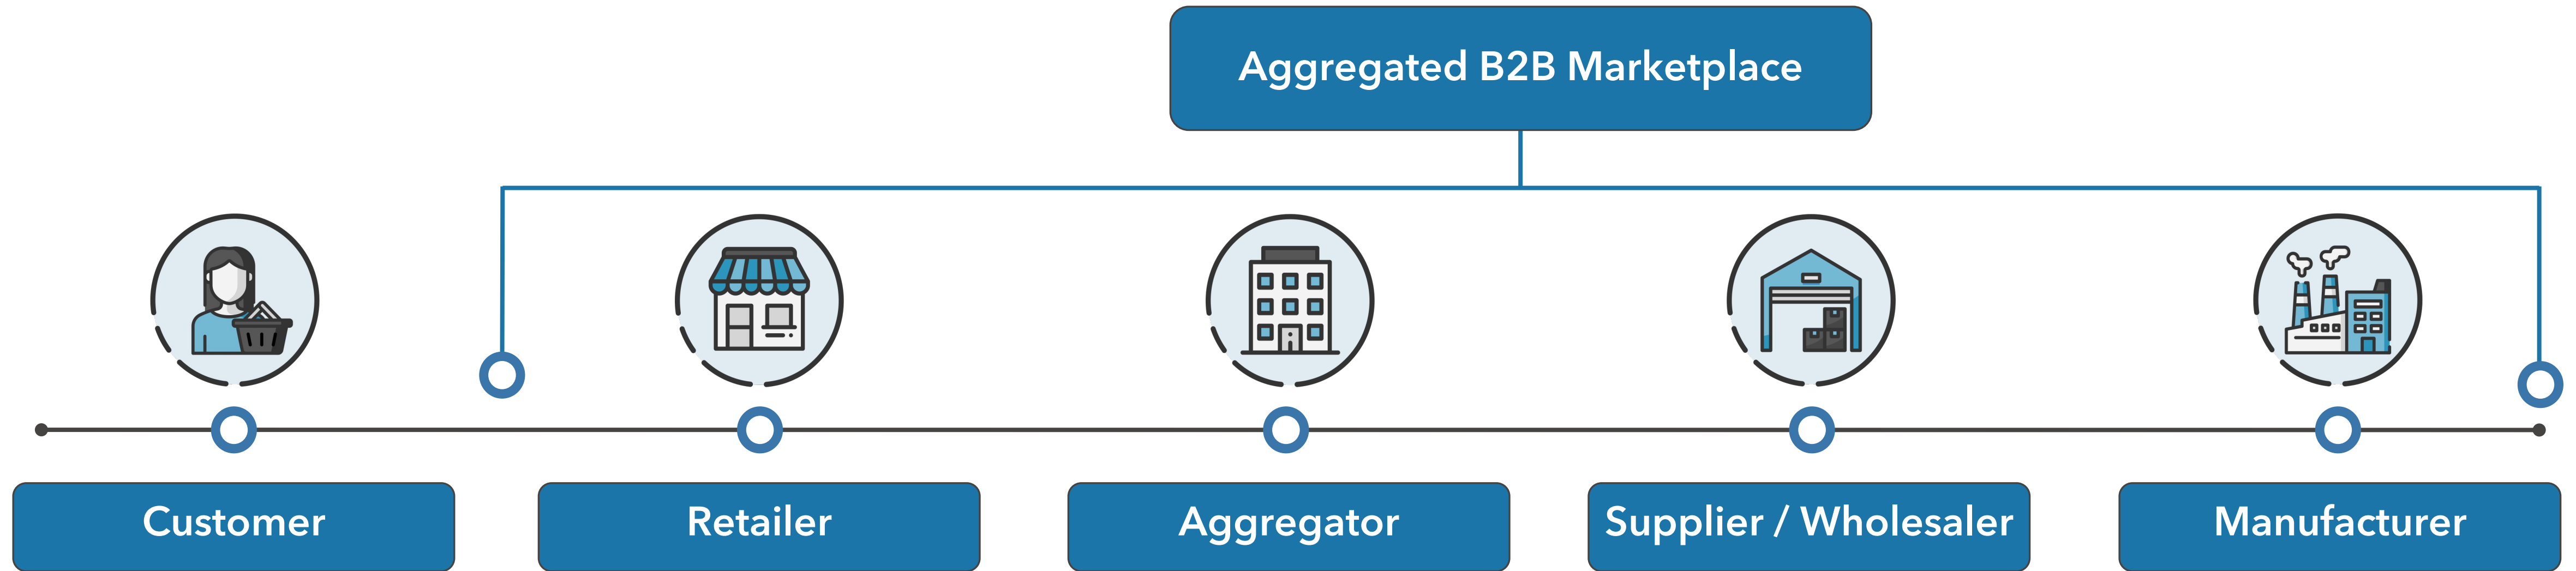 Aggregated B2B Marketplace
Customer
Retailer
Aggregator
Supplier / Wholesaler
Manufacturer